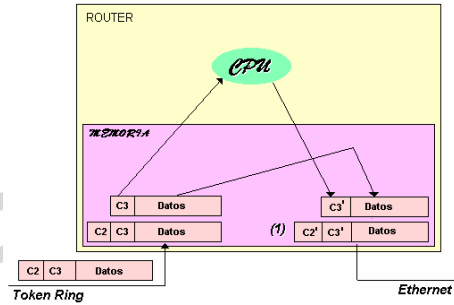 ROUTER
CPU
MEMORIA
C3 Datos C3' Datos
C2 C3 Datos (1) C2' C3' Datos
C2 C3 Datos
Token Ring Ethernet